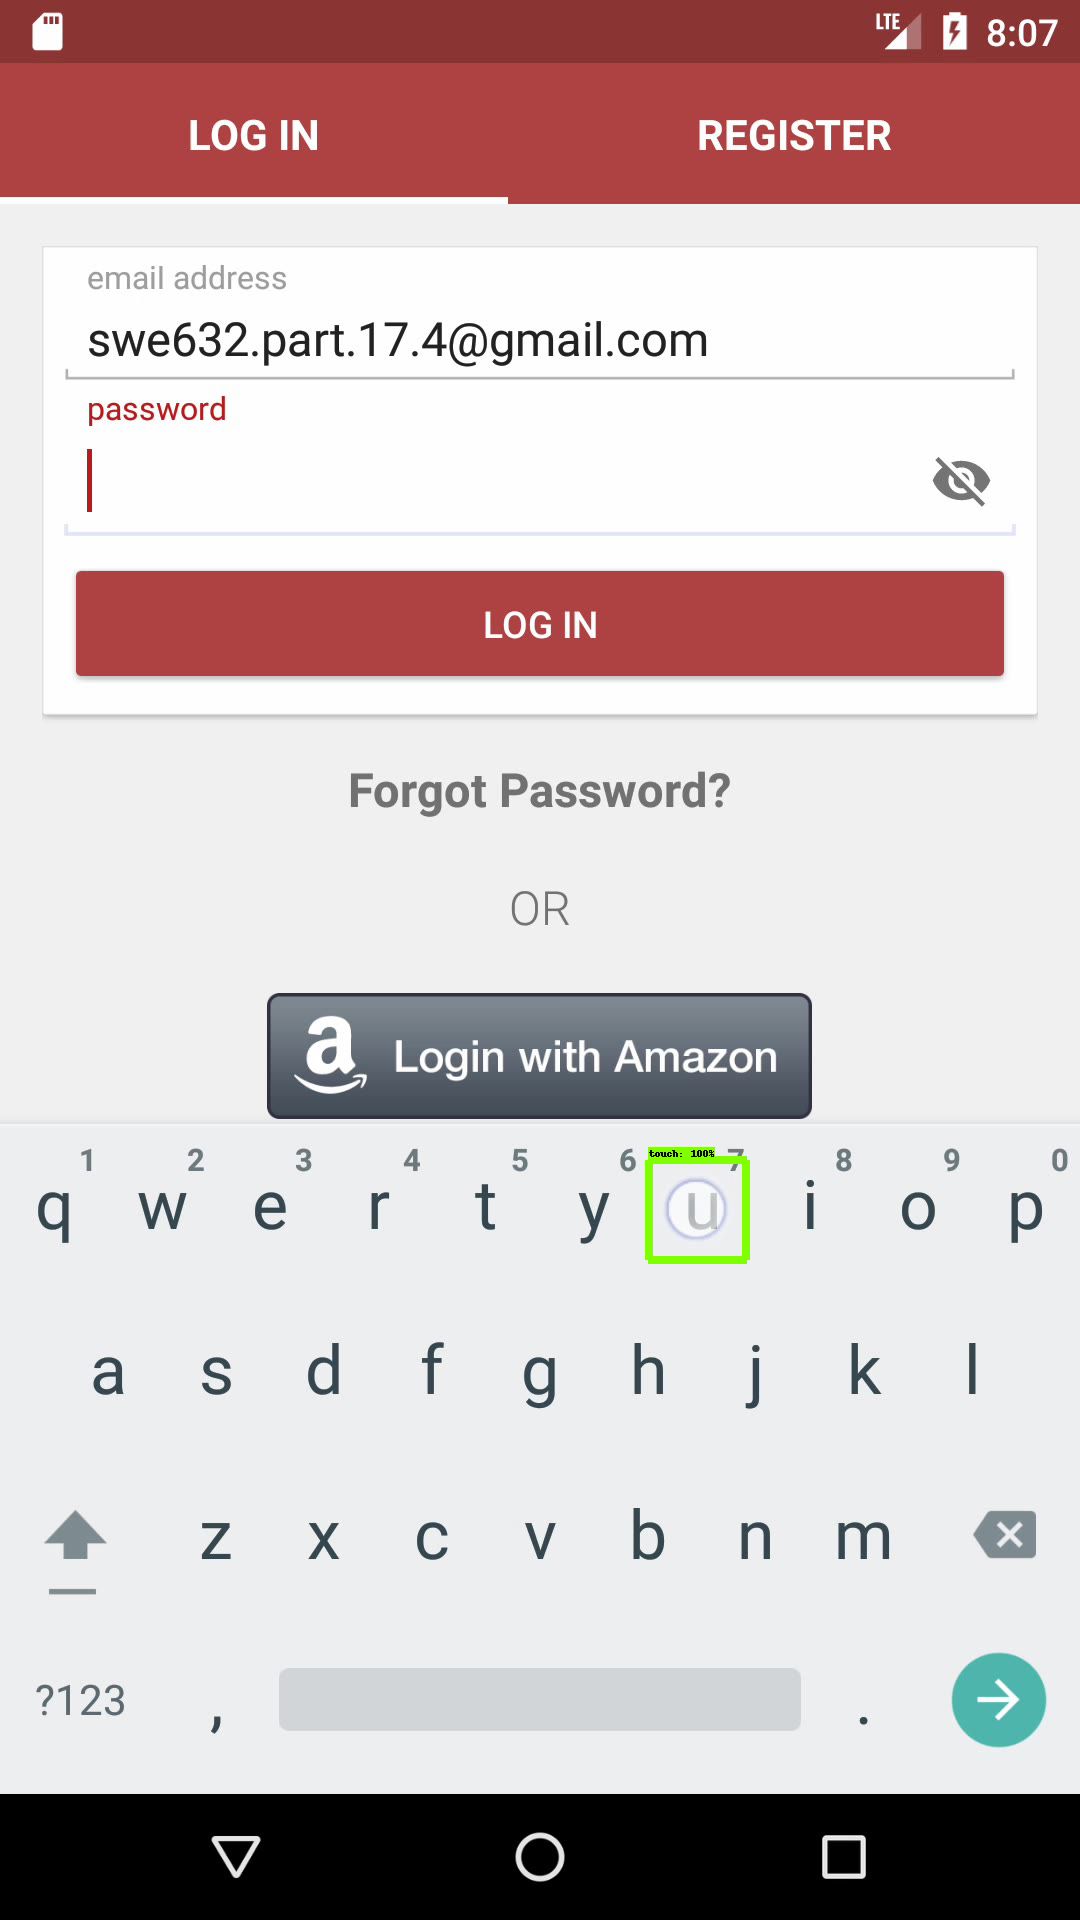 LTE 8:07
LOG IN REGISTER
email address
swe632.part.17.4@gmail.com
password
LOG IN
Forgot Password?
OR
a Login with Amazon
1 2 3 4 5 6 touch: 100% 7 8 9 0
q w e r t y u i o p
a s d f g h j k l
z x c v b n m
?123 , .